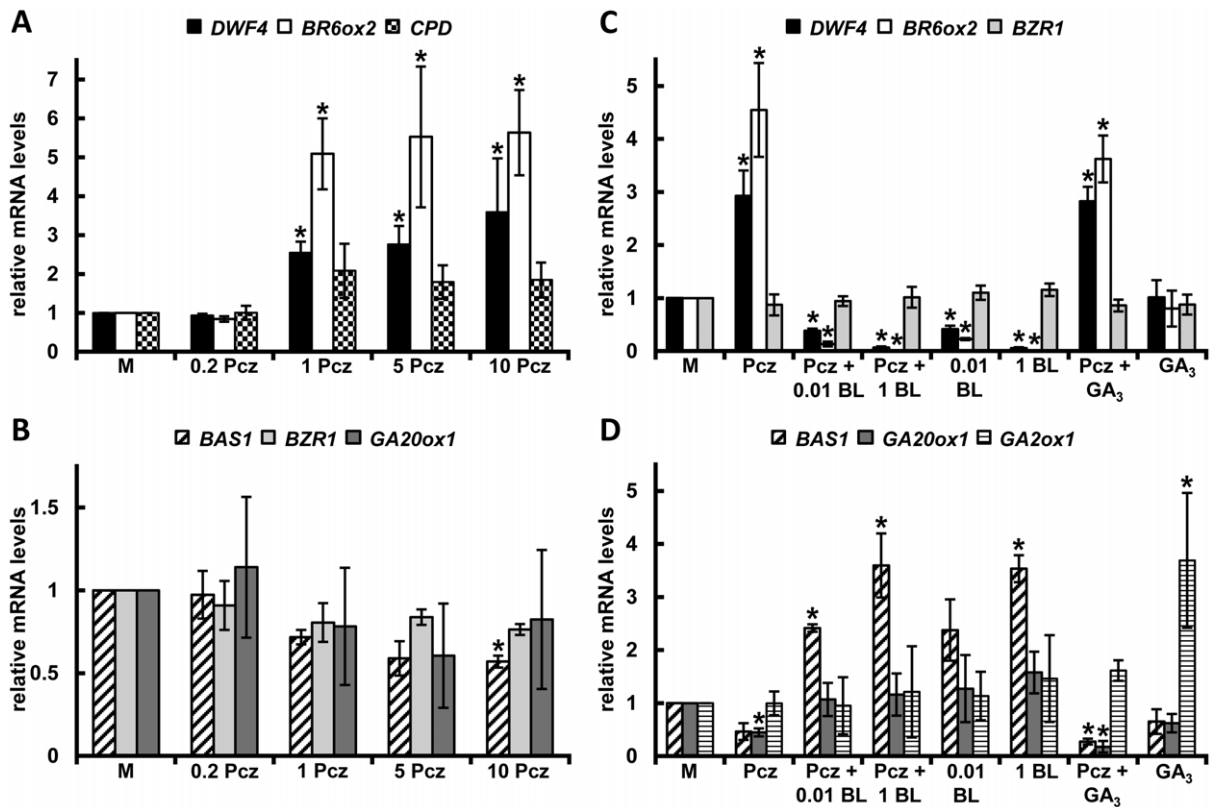 A
DWF4 BR6ox2 CPD
relative mRNA levels
7
6
5
4
3
2
1
0
* * * * * *
M 0.2 Pcz 1 Pcz 5 Pcz 10 Pcz
B
BAS1 BZR1 GA20ox1
relative mRNA levels
1.5
1
0.5
0
*
M 0.2 Pcz 1 Pcz 5 Pcz 10 Pcz
C
DWF4 BR6ox2 BZR1
relative mRNA levels
5
4
3
2
1
0
* * * * * * * * * * * *
M Pcz Pcz + Pcz + 0.01 1 BL Pcz + GA3
0.01 BL 1 BL BL GA3
D
BAS1 GA20ox1 GA2ox1
relative mRNA levels
5
4
3
2
1
0
* * * * * * *
M Pcz Pcz + Pcz + 0.01 1 BL Pcz + GA3
0.01 BL 1 BL BL GA3